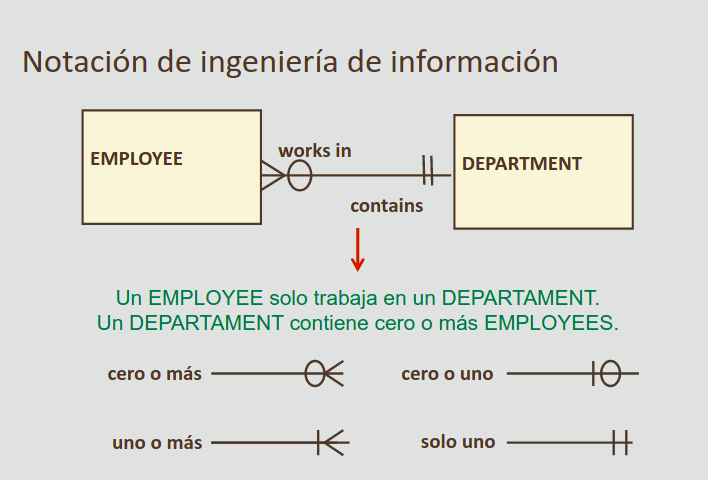 Notación de ingeniería de información
EMPLOYEE
works in
DEPARTMENT
contains
Un EMPLOYEE solo trabaja en un DEPARTAMENT.
Un DEPARTAMENT contiene cero o más EMPLOYEES.
cero o más
cero o uno
uno o más
solo uno